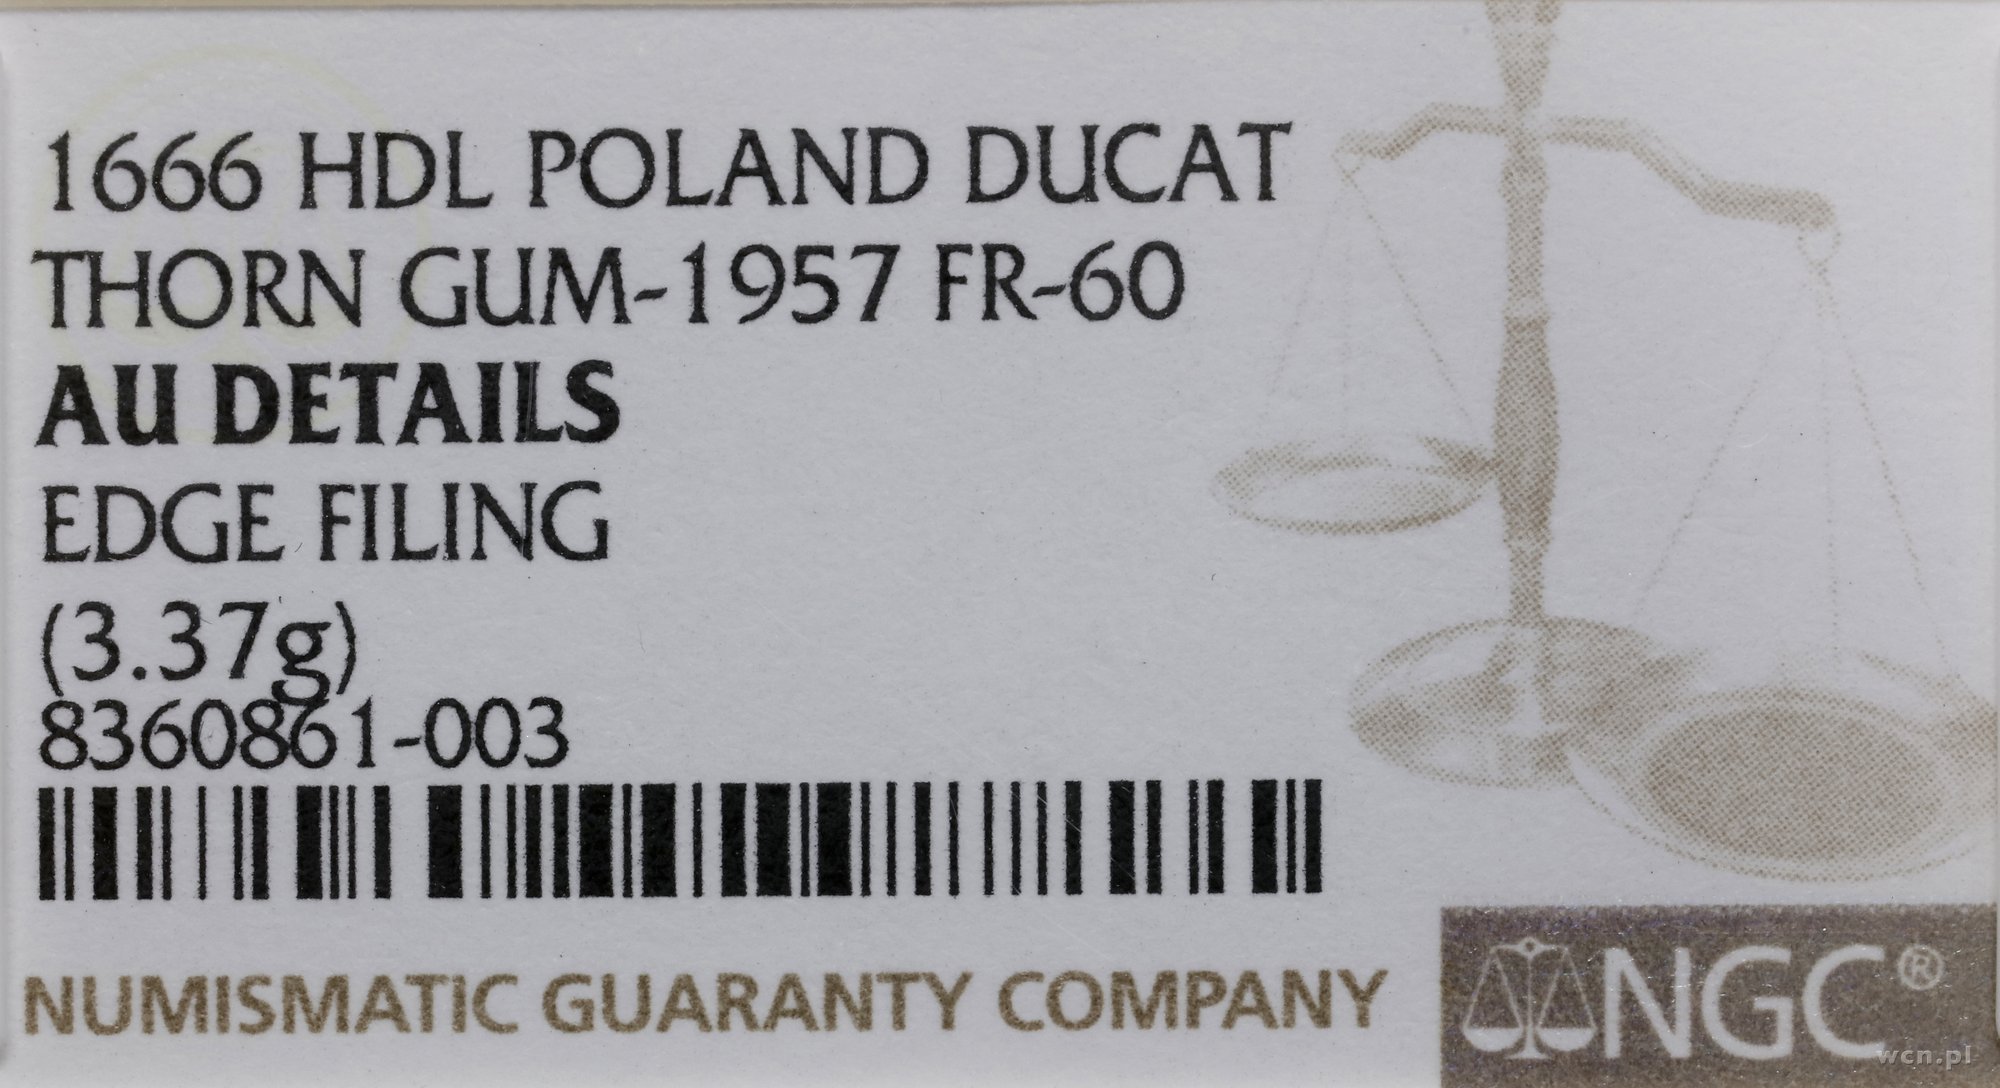 1666 HDL POLAND DUCAT
THORN GUM-1957 FR-60
AU DETAILS
EDGE FILING
(3.37g)
8360861-003
NUMISMATIC GUARANTY COMPANY
NGC®
wcn.pl